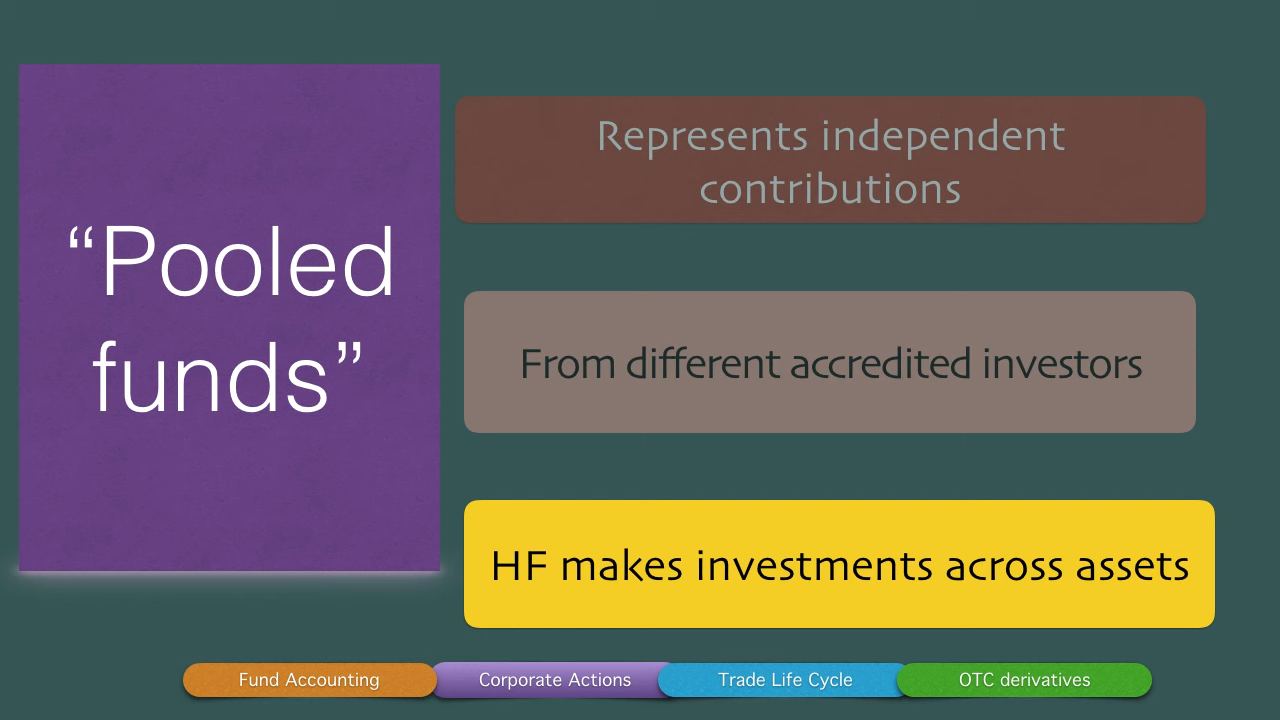 “Pooled
funds”
Represents independent
contributions
From different accredited investors
HF makes investments across assets
Fund Accounting
Corporate Actions
Trade Life Cycle
OTC derivatives